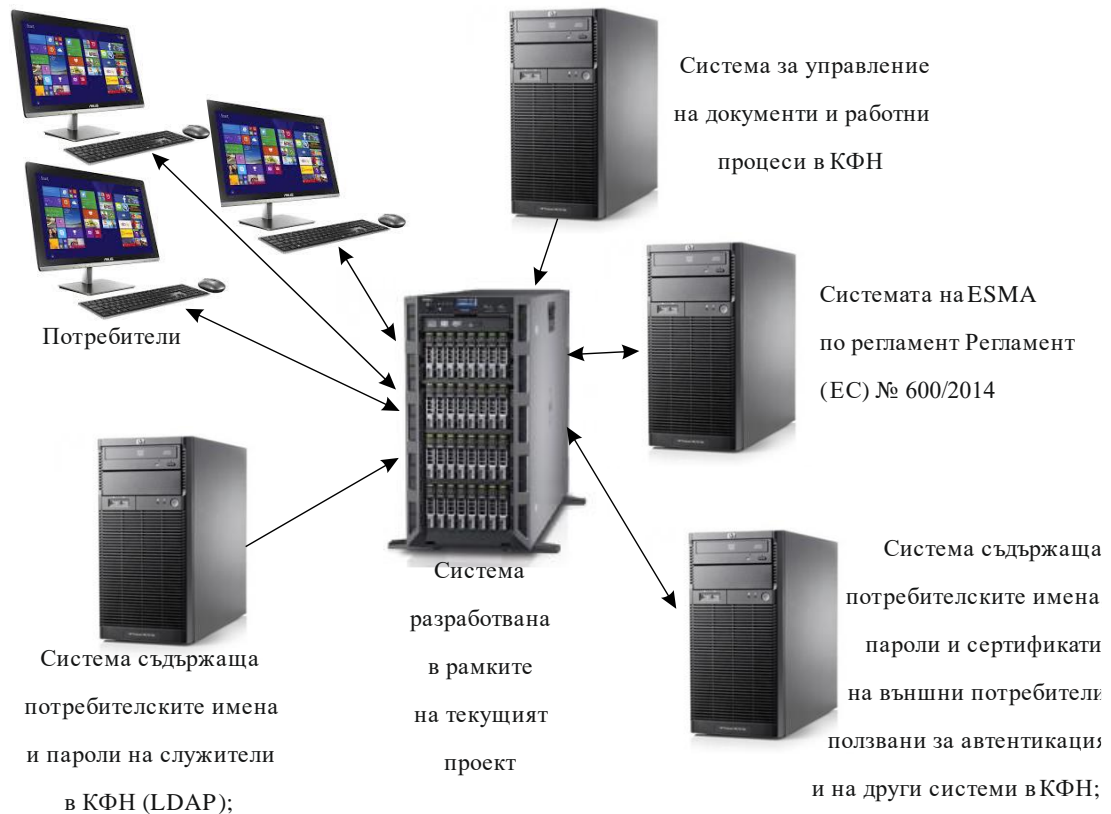 Система за управление
на документи и работни
процеси в КФН
Системата на ESMA
по регламент Регламент
(ЕС) № 600/2014
Потребители
Система
разработвана
в рамките
на текущият
проект
Система съдържаща
потребителските имена
и пароли на служители
в КФН (LDAP);
Система съдържаща
потребителските имена
пароли и сертификати
на външни потребители
ползвани за автентикация
и на други системи в КФН;